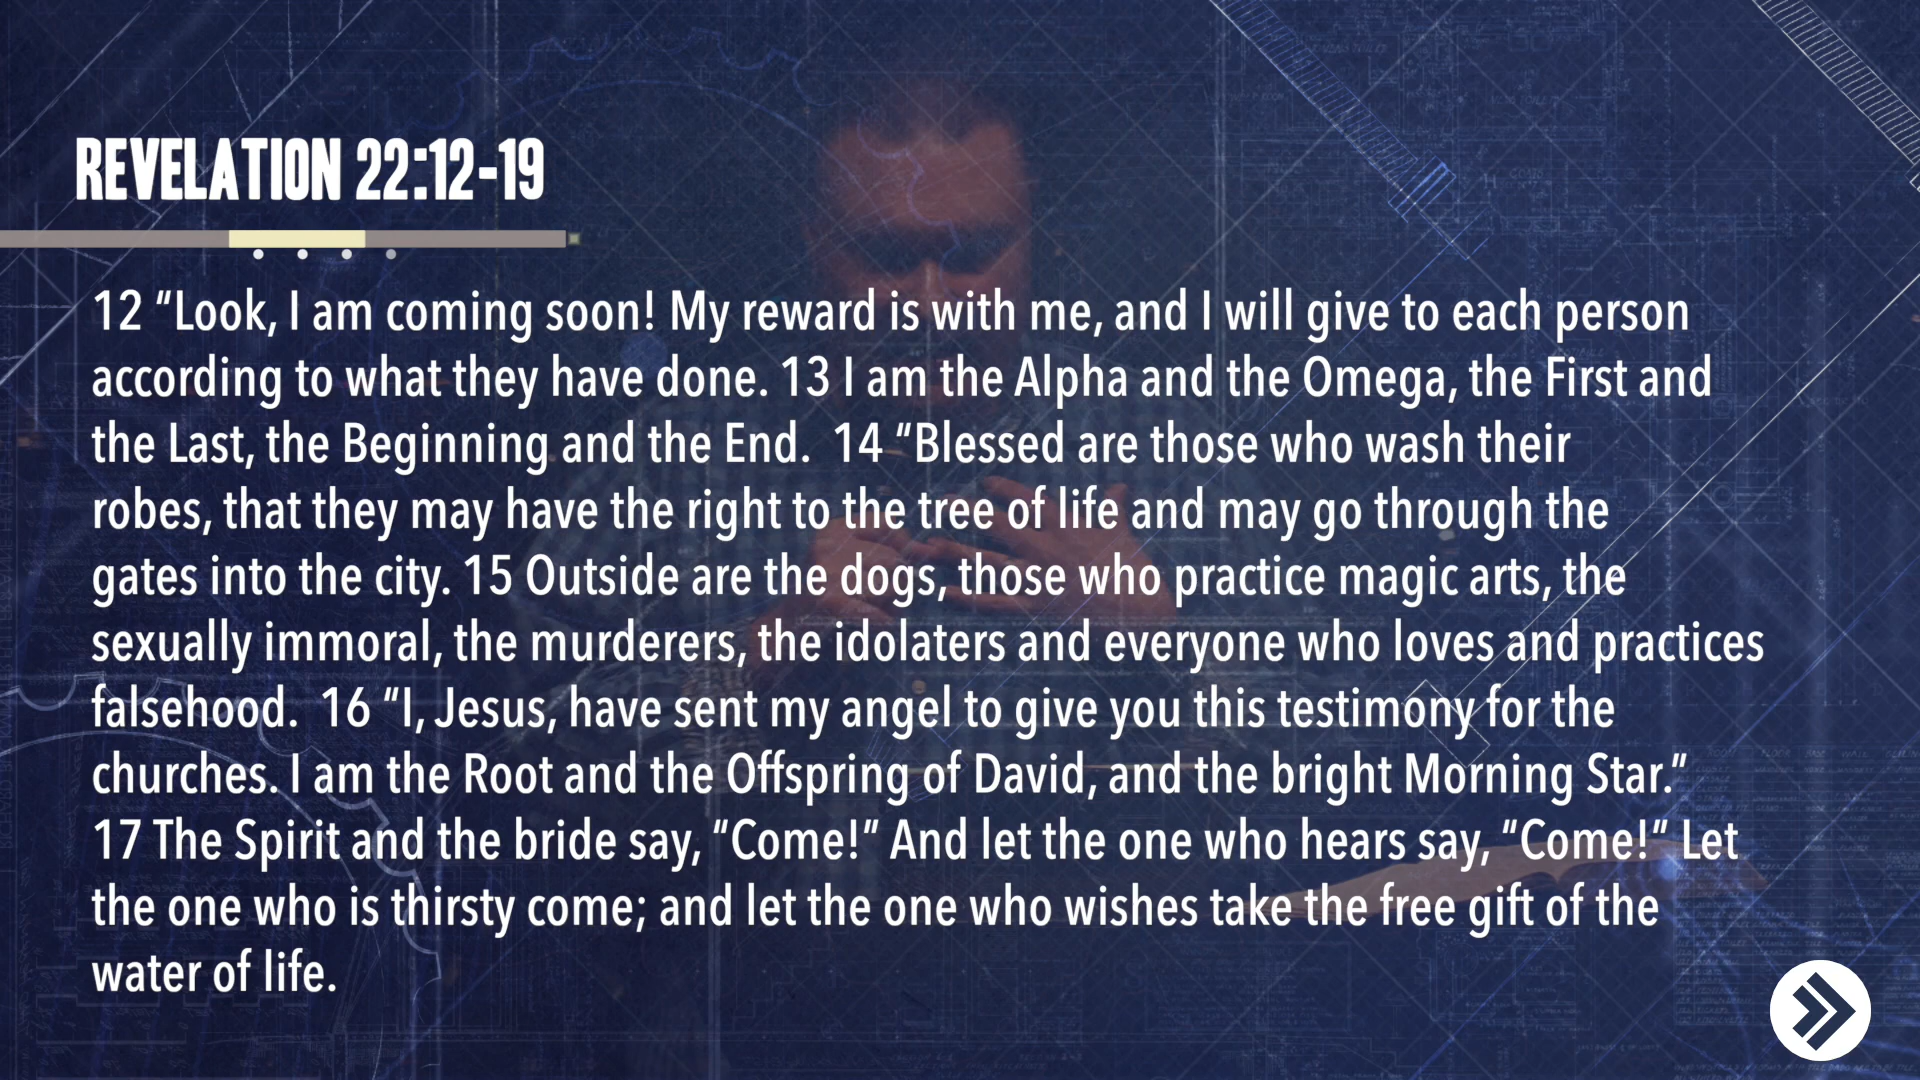 REVELATION 22:12-19
12 “Look, I am coming soon! My reward is with me, and I will give to each person
according to what they have done. 13 I am the Alpha and the Omega, the First and
the Last, the Beginning and the End.  14 “Blessed are those who wash their
robes, that they may have the right to the tree of life and may go through the
gates into the city. 15 Outside are the dogs, those who practice magic arts, the
sexually immoral, the murderers, the idolaters and everyone who loves and practices
falsehood.  16 “I, Jesus, have sent my angel to give you this testimony for the
churches. I am the Root and the Offspring of David, and the bright Morning Star.”
17 The Spirit and the bride say, “Come!” And let the one who hears say, “Come!” Let
the one who is thirsty come; and let the one who wishes take the free gift of the
water of life.